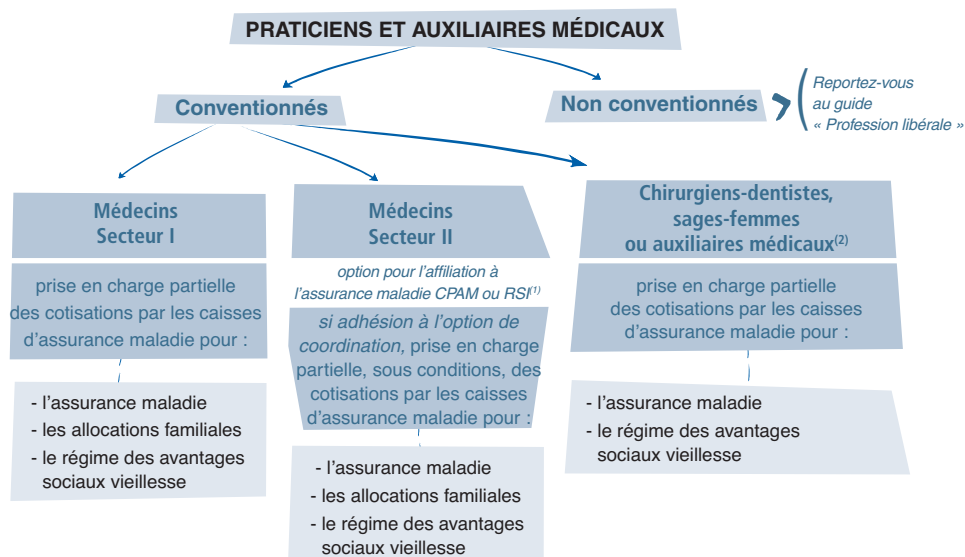 PRATICIENS ET AUXILIAIRES MÉDICAUX
Conventionnés
Non conventionnés
Reportez-vous
au guide
« Profession libérale »
Médecins
Secteur I
prise en charge partielle
des cotisations par les caisses
d'assurance maladie pour :
- l'assurance maladie
- les allocations familiales
- le régime des avantages
sociaux vieillesse
Médecins
Secteur II
option pour l'affiliation à
l'assurance maladie CPAM ou RSI(1)
si adhésion à l'option de
coordination, prise en charge
partielle, sous conditions, des
cotisations par les caisses
d'assurance maladie pour :
- l'assurance maladie
- les allocations familiales
- le régime des avantages
sociaux vieillesse
Chirurgiens-dentistes,
sages-femmes
ou auxiliaires médicaux(2)
prise en charge partielle
des cotisations par les caisses
d'assurance maladie pour :
- l'assurance maladie
- le régime des avantages
sociaux vieillesse